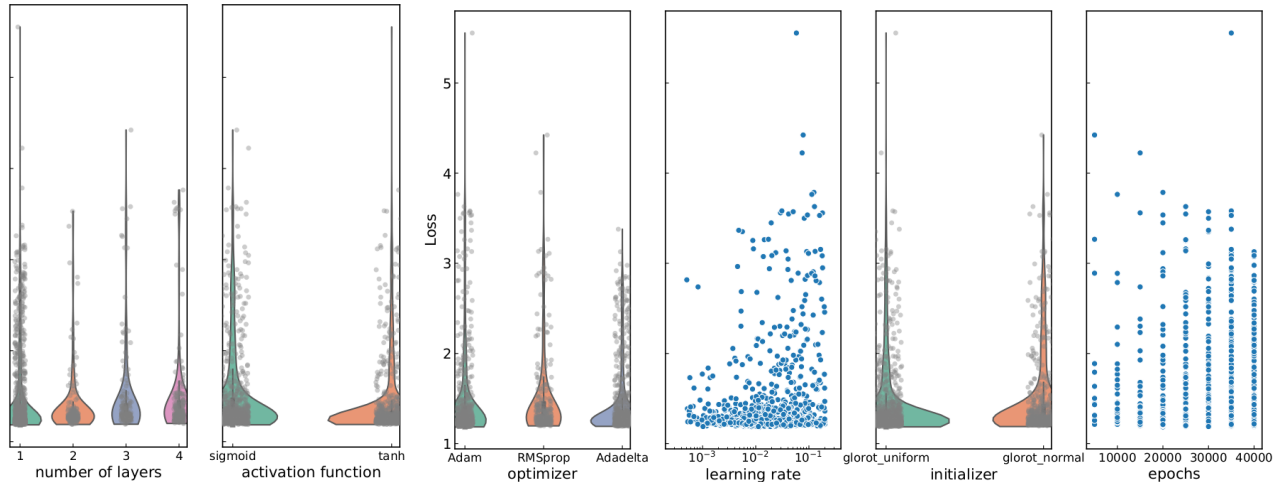 1 2 3 4
number of layers
sigmoid tanh
activation function
Loss
5
4
3
2
1
Adam RMSprop Adadelta
optimizer
10⁻³ 10⁻² 10⁻¹
learning rate
glorot_uniform glorot_normal
initializer
10000 20000 30000 40000
epochs